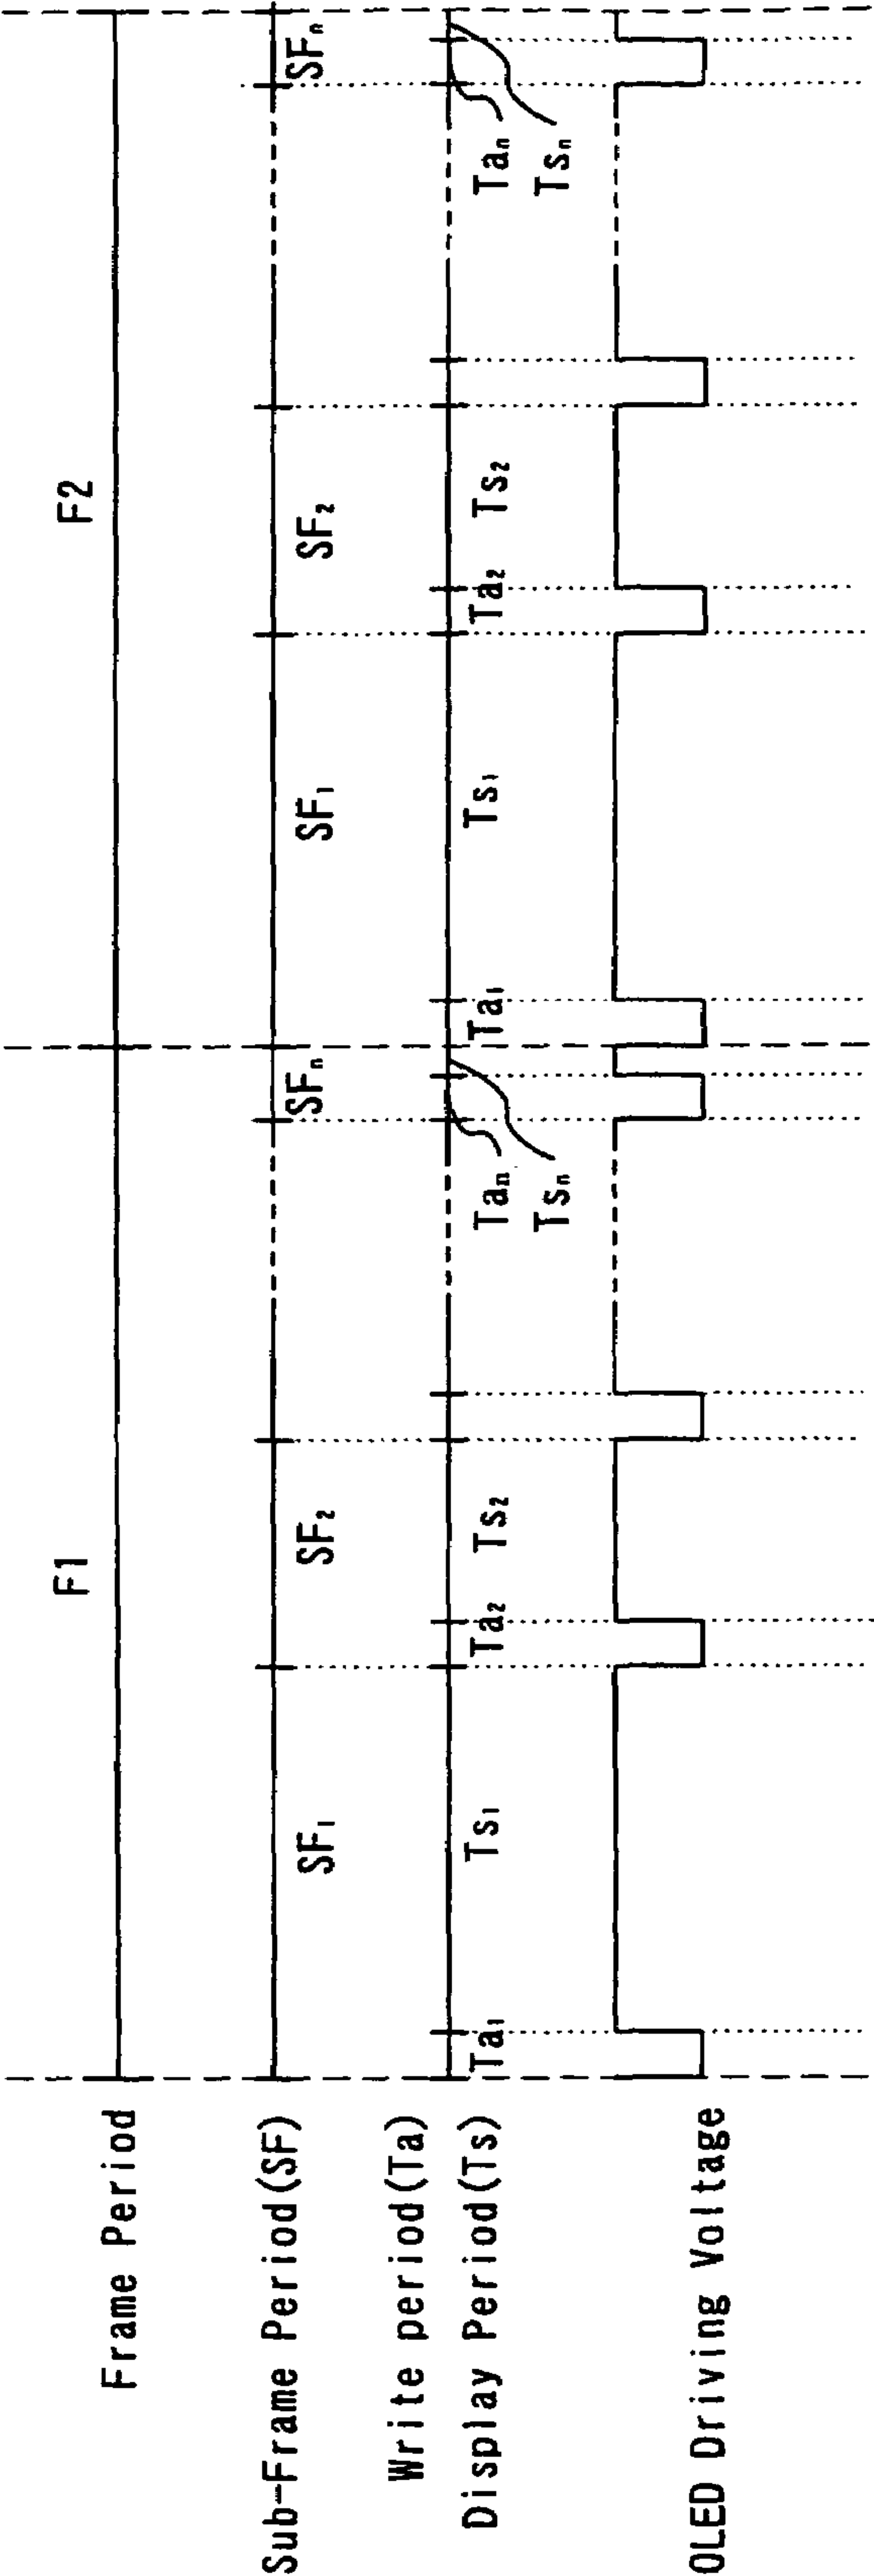 Frame Period
F1
F2
Sub-Frame Period(SF)
SF₁
SF₂
SFₙ
SF₁
SF₂
SFₙ
Write period(Ta)
Display Period(Ts)
Ta₁
Ts₁
Ta₂
Ts₂
Taₙ
Tsₙ
Ta₁
Ts₁
Ta₂
Ts₂
Taₙ
Tsₙ
OLED Driving Voltage